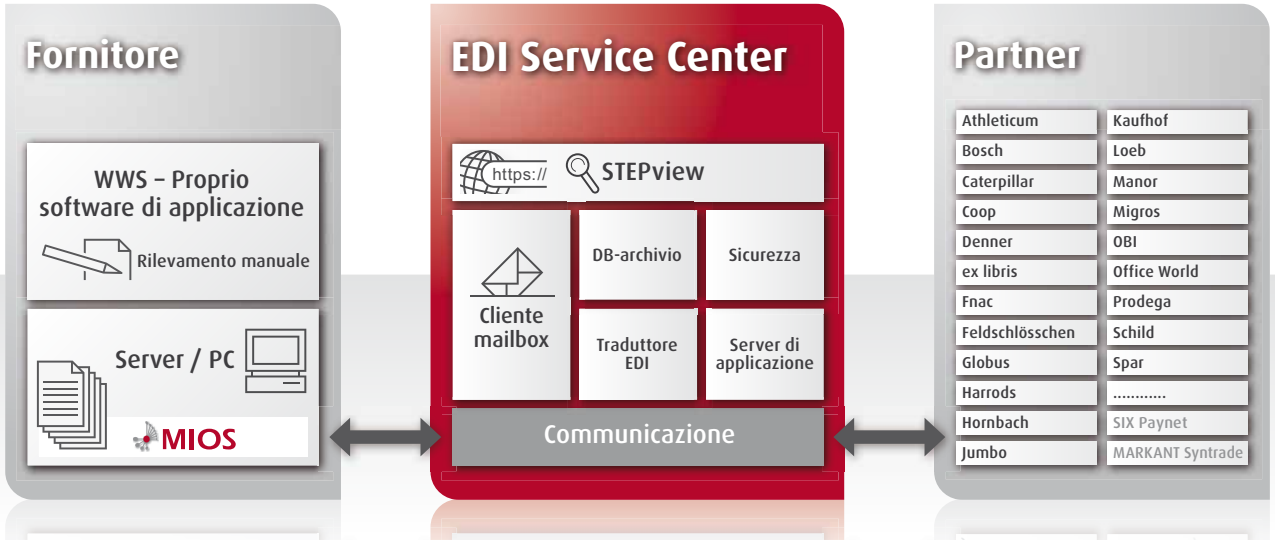 Fornitore
WWS – Proprio
software di applicazione
Rilevamento manuale
Server / PC
MIOS
EDI Service Center
https://
STEPview
Cliente
mailbox
DB-archivio
Sicurezza
Traduttore
EDI
Server di
applicazione
Communicazione
Partner
Athleticum
Bosch
Caterpillar
Coop
Denner
ex libris
Fnac
Feldschlösschen
Globus
Harrods
Hornbach
Jumbo
Kaufhof
Loeb
Manor
Migros
OBI
Office World
Prodega
Schild
Spar
............
SIX Paynet
MARKANT Syntrade